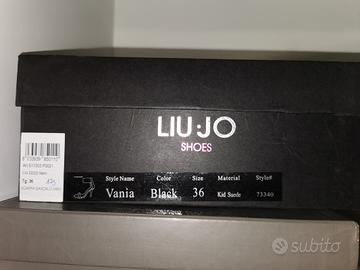 LIU·JO
SHOES
Style Name Color Size Material Style#
Vania Black 36 Kid Suede 73340
Tg. 36
subito